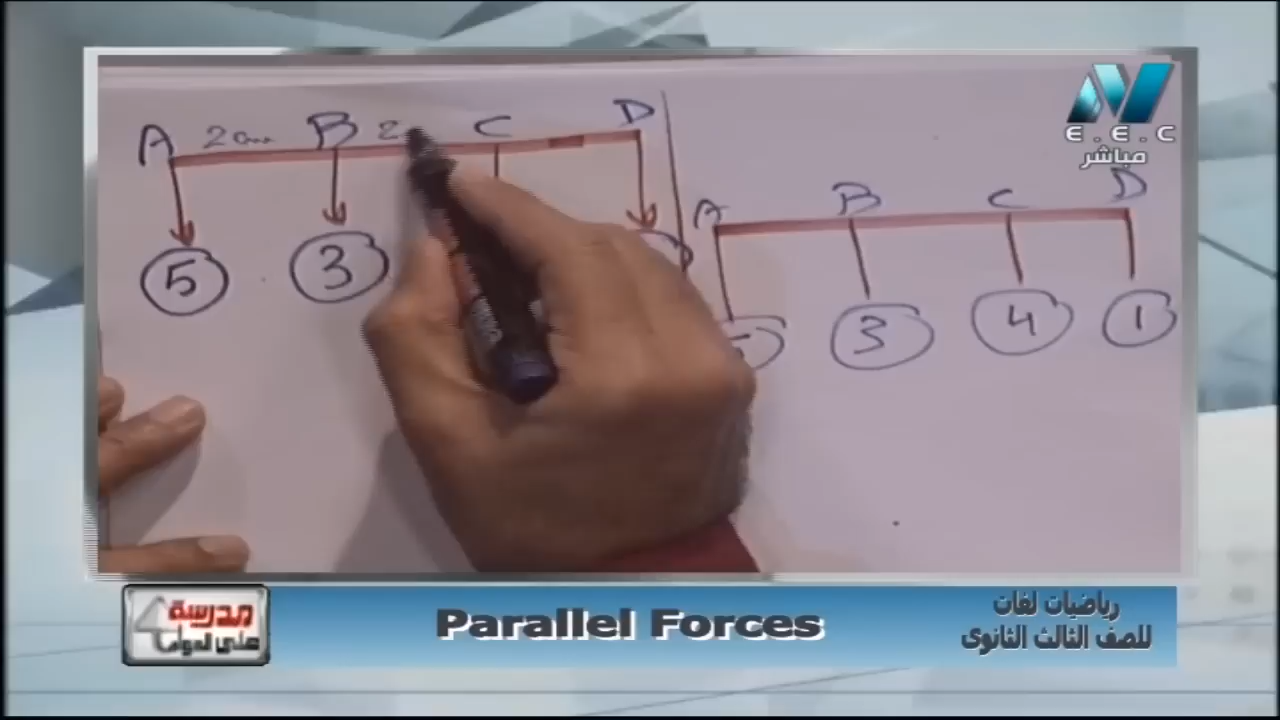 A 2cm B 2 C D
5 3
A B C D
3 4 1
E.E.C
مباشر
مدرسة
على الهواء
Parallel Forces
رياضيات لغات
للصف الثالث الثانوى